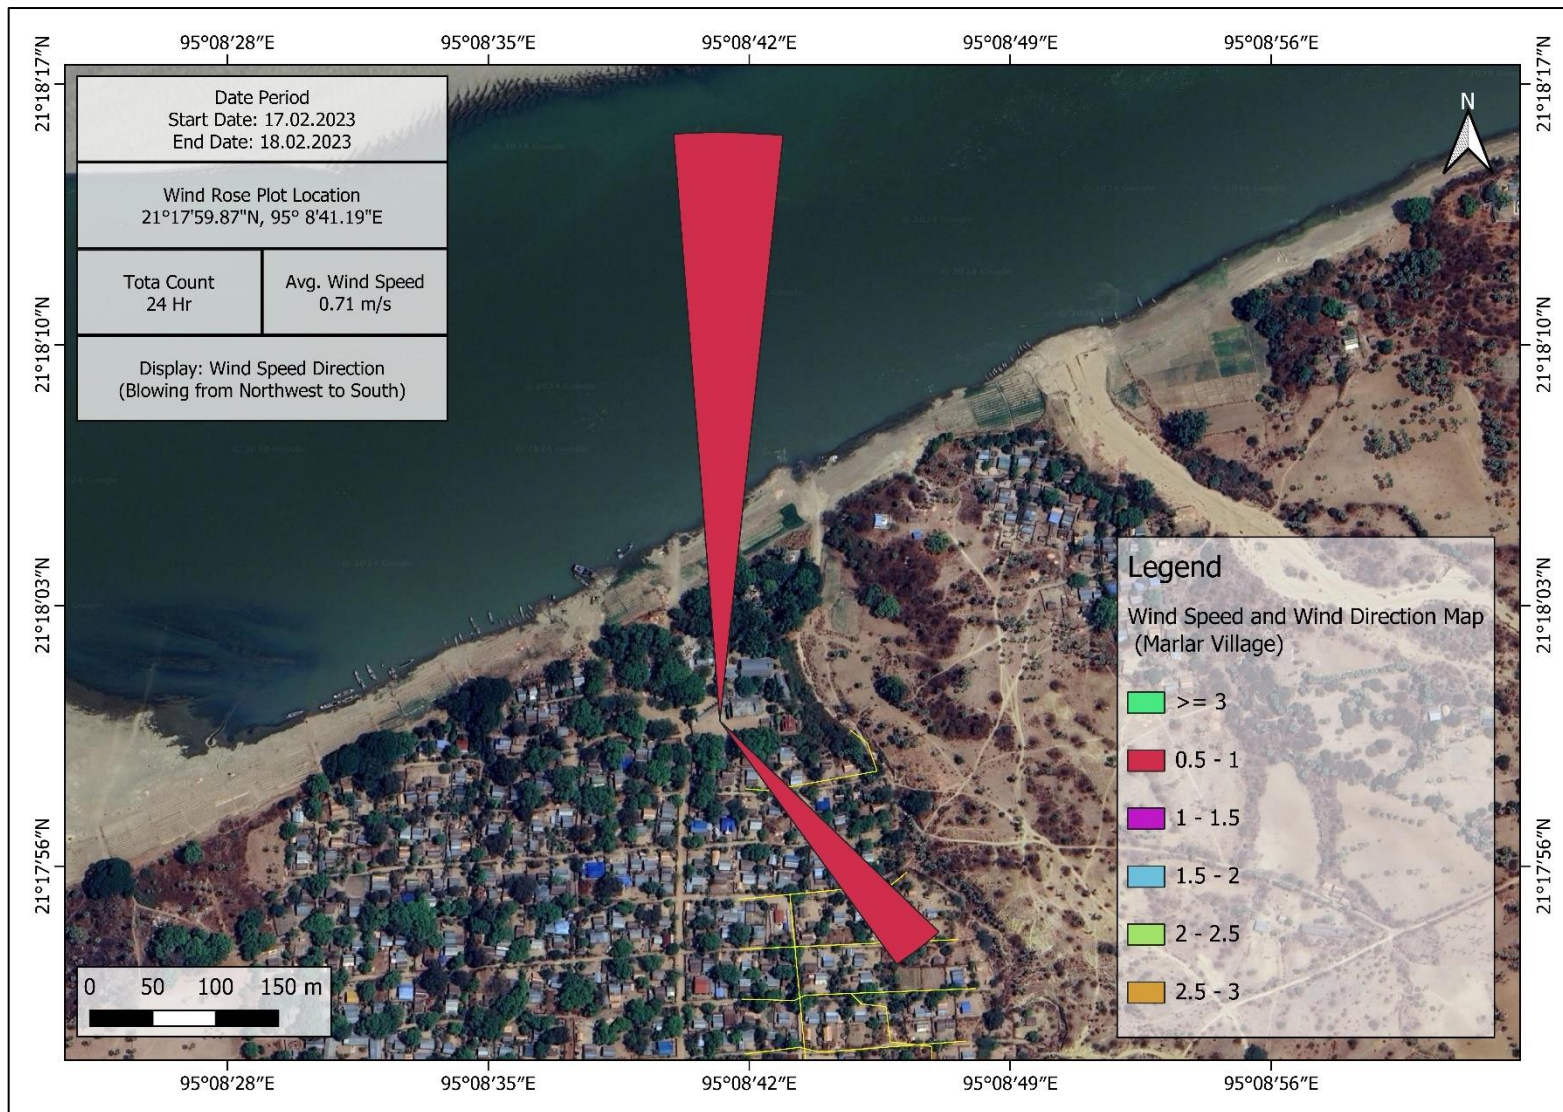 95°08′28″E 95°08′35″E 95°08′42″E 95°08′49″E 95°08′56″E
21°18′17″N 21°18′17″N
Date Period
Start Date: 17.02.2023
End Date: 18.02.2023
N
Wind Rose Plot Location
21°17'59.87"N, 95° 8'41.19"E
Tota Count
24 Hr
Avg. Wind Speed
0.71 m/s
21°18′10″N 21°18′10″N
Display: Wind Speed Direction
(Blowing from Northwest to South)
21°18′03″N 21°18′03″N
Legend
Wind Speed and Wind Direction Map
(Marlar Village)
>= 3
0.5 - 1
1 - 1.5
1.5 - 2
2 - 2.5
2.5 - 3
21°17′56″N 21°17′56″N
0 50 100 150 m
95°08′28″E 95°08′35″E 95°08′42″E 95°08′49″E 95°08′56″E